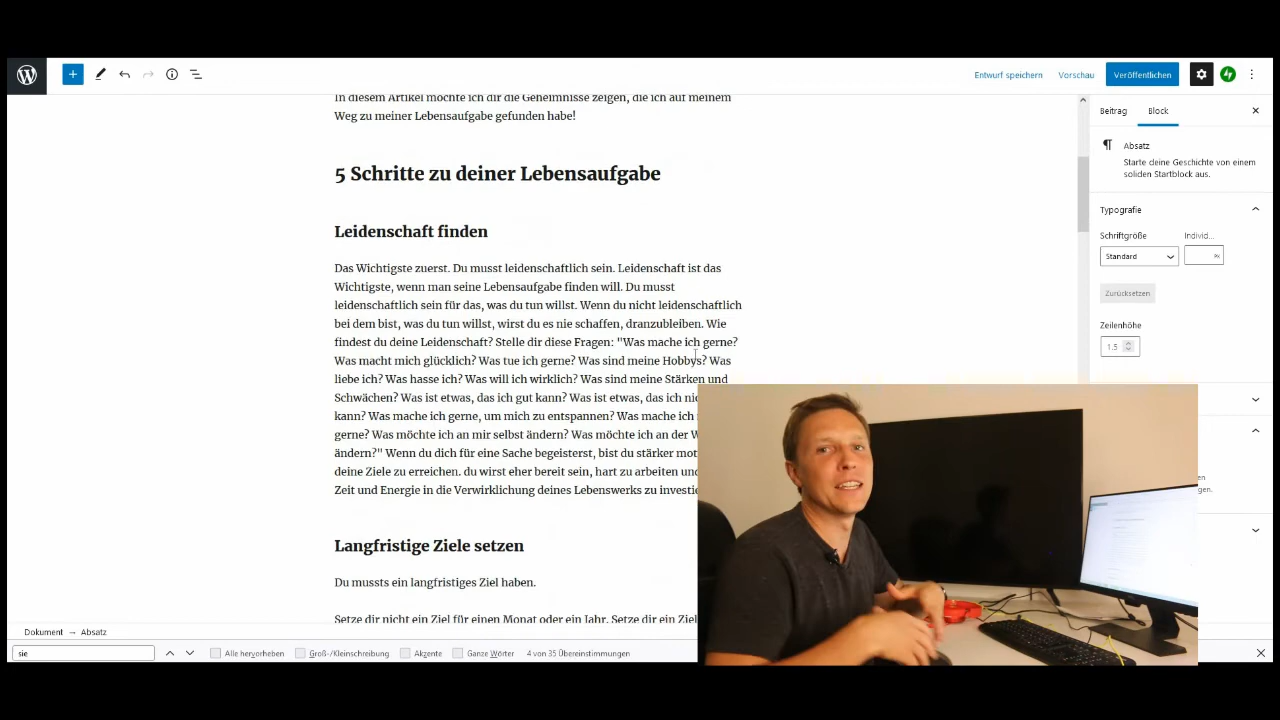 Entwurf speichern Vorschau Veröffentlichen
In diesem Artikel möchte ich dir die Geheimnisse zeigen, die ich auf meinem
Weg zu meiner Lebensaufgabe gefunden habe!
5 Schritte zu deiner Lebensaufgabe
Leidenschaft finden
Das Wichtigste zuerst. Du musst leidenschaftlich sein. Leidenschaft ist das
Wichtigste, wenn man seine Lebensaufgabe finden will. Du musst
leidenschaftlich sein für das, was du tun willst. Wenn du nicht leidenschaftlich
bei dem bist, was du tun willst, wirst du es nie schaffen, dranzubleiben. Wie
findest du deine Leidenschaft? Stelle dir diese Fragen: "Was mache ich gerne?
Was macht mich glücklich? Was tue ich gerne? Was sind meine Hobbys? Was
liebe ich? Was hasse ich? Was will ich wirklich? Was sind meine Stärken und
Schwächen? Was ist etwas, das ich gut kann? Was ist etwas, das ich
kann? Was mache ich gerne, um mich zu entspannen? Was mache ich
gerne? Was möchte ich an mir selbst ändern? Was möchte ich an der
ändern?" Wenn du dich für eine Sache begeisterst, bist du stärker
deine Ziele zu erreichen. du wirst eher bereit sein, hart zu arbeiten
Zeit und Energie in die Verwirklichung deines Lebenswerks zu
Langfristige Ziele setzen
Du mussts ein langfristiges Ziel haben.
Setze dir nicht ein Ziel für einen Monat oder ein Jahr. Setze dir ein
Beitrag Block
Absatz
Starte deine Geschichte von einem
soliden Startblock aus.
Typografie
Schriftgröße Individ...
Standard
Zurücksetzen
Zeilenhöhe
1.5
Dokument → Absatz
sie Alle hervorheben Groß-/Kleinschreibung Akzente Ganze Wörter 4 von 35 Übereinstimmungen